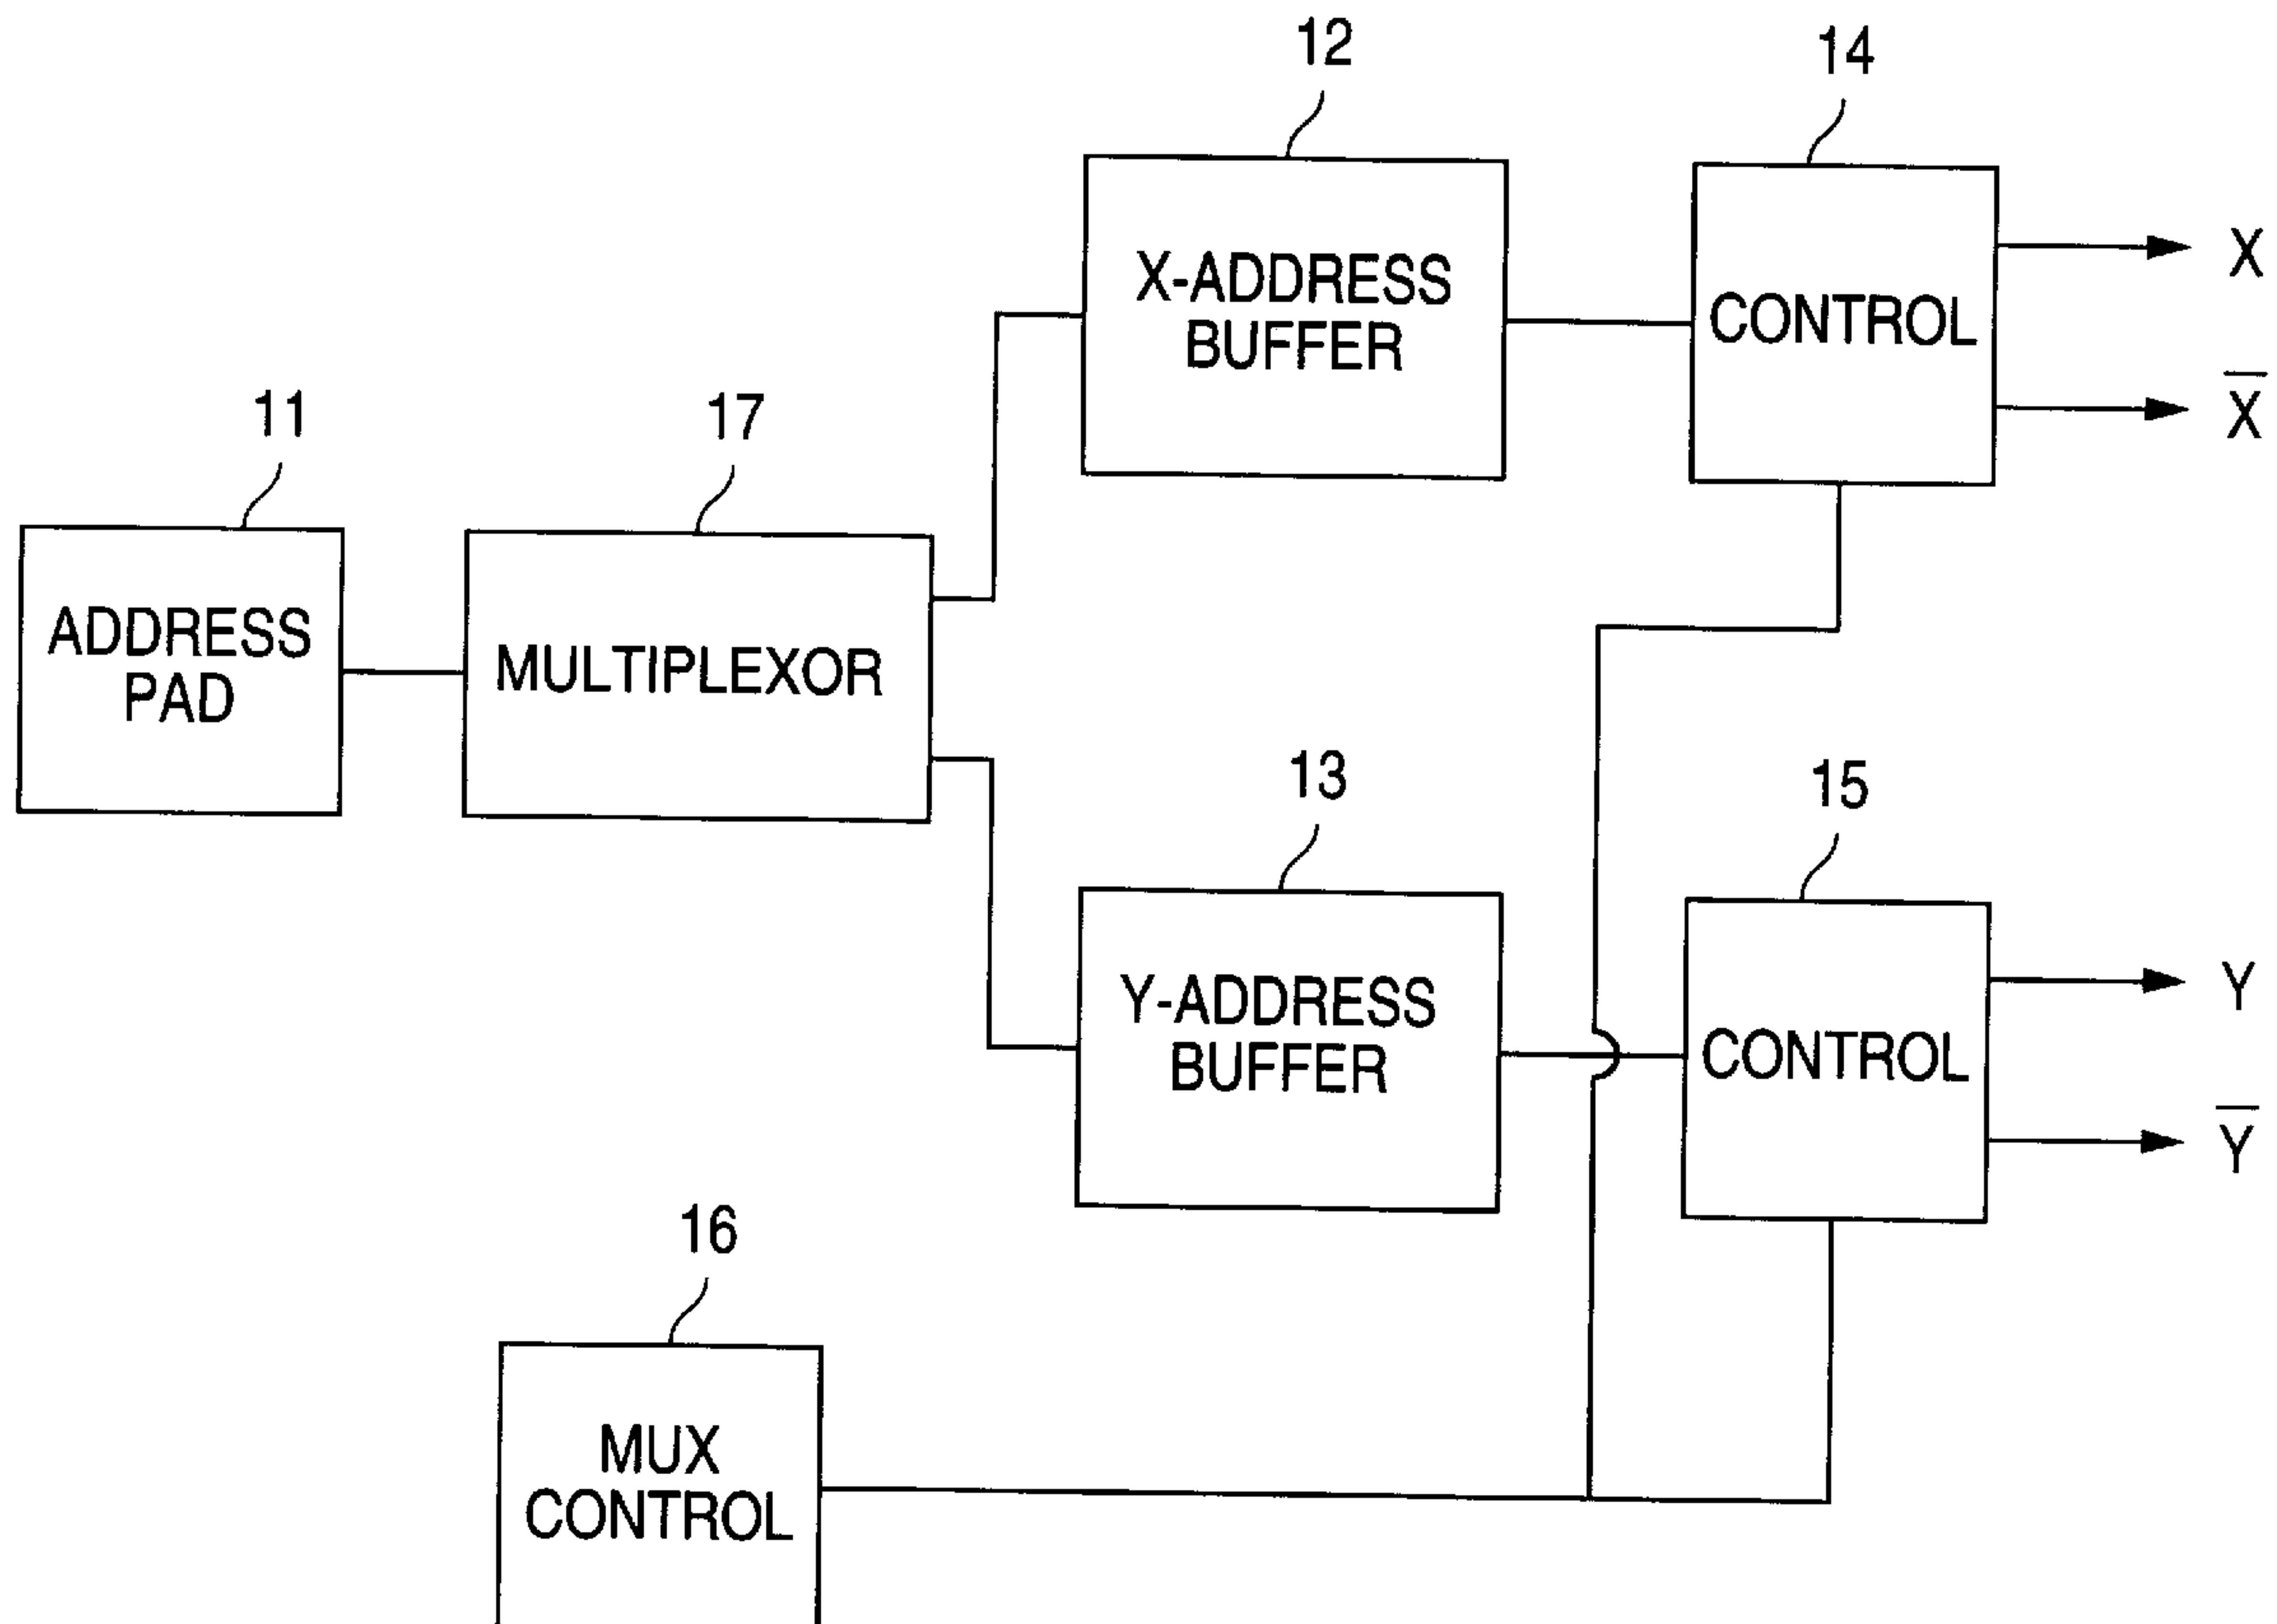 12
14
X-ADDRESS
BUFFER
CONTROL
X
X̅
11
17
ADDRESS
PAD
MULTIPLEXOR
13
15
Y-ADDRESS
BUFFER
CONTROL
Y
Y̅
16
MUX
CONTROL